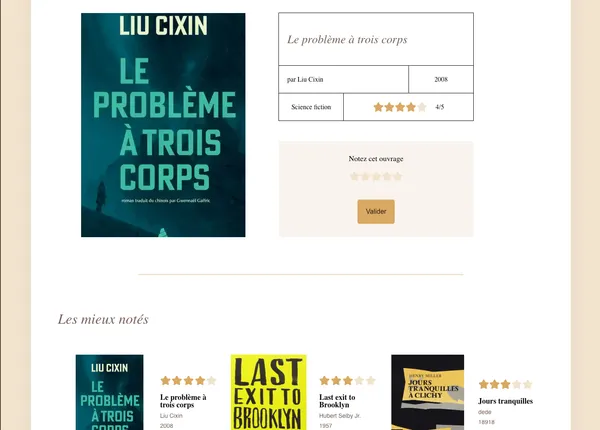 LIU CIXIN
LE
PROBLÈME
À TROIS
CORPS
roman traduit du chinois par Gwennaël Gaffric
Le problème à trois corps
par Liu Cixin
2008
Science fiction
4/5
Notez cet ouvrage
Valider
Les mieux notés
LIU CIXIN
LE
PROBLÈME
À TROIS
CORPS
Le problème à
trois corps
Liu Cixin
2008
LAST
EXIT TO
BROOKLYN
Last exit to
Brooklyn
Hubert Selby Jr.
1957
HENRY MILLER
JOURS
TRANQUILLES
À CLICHY
Jours tranquilles
dede
18918